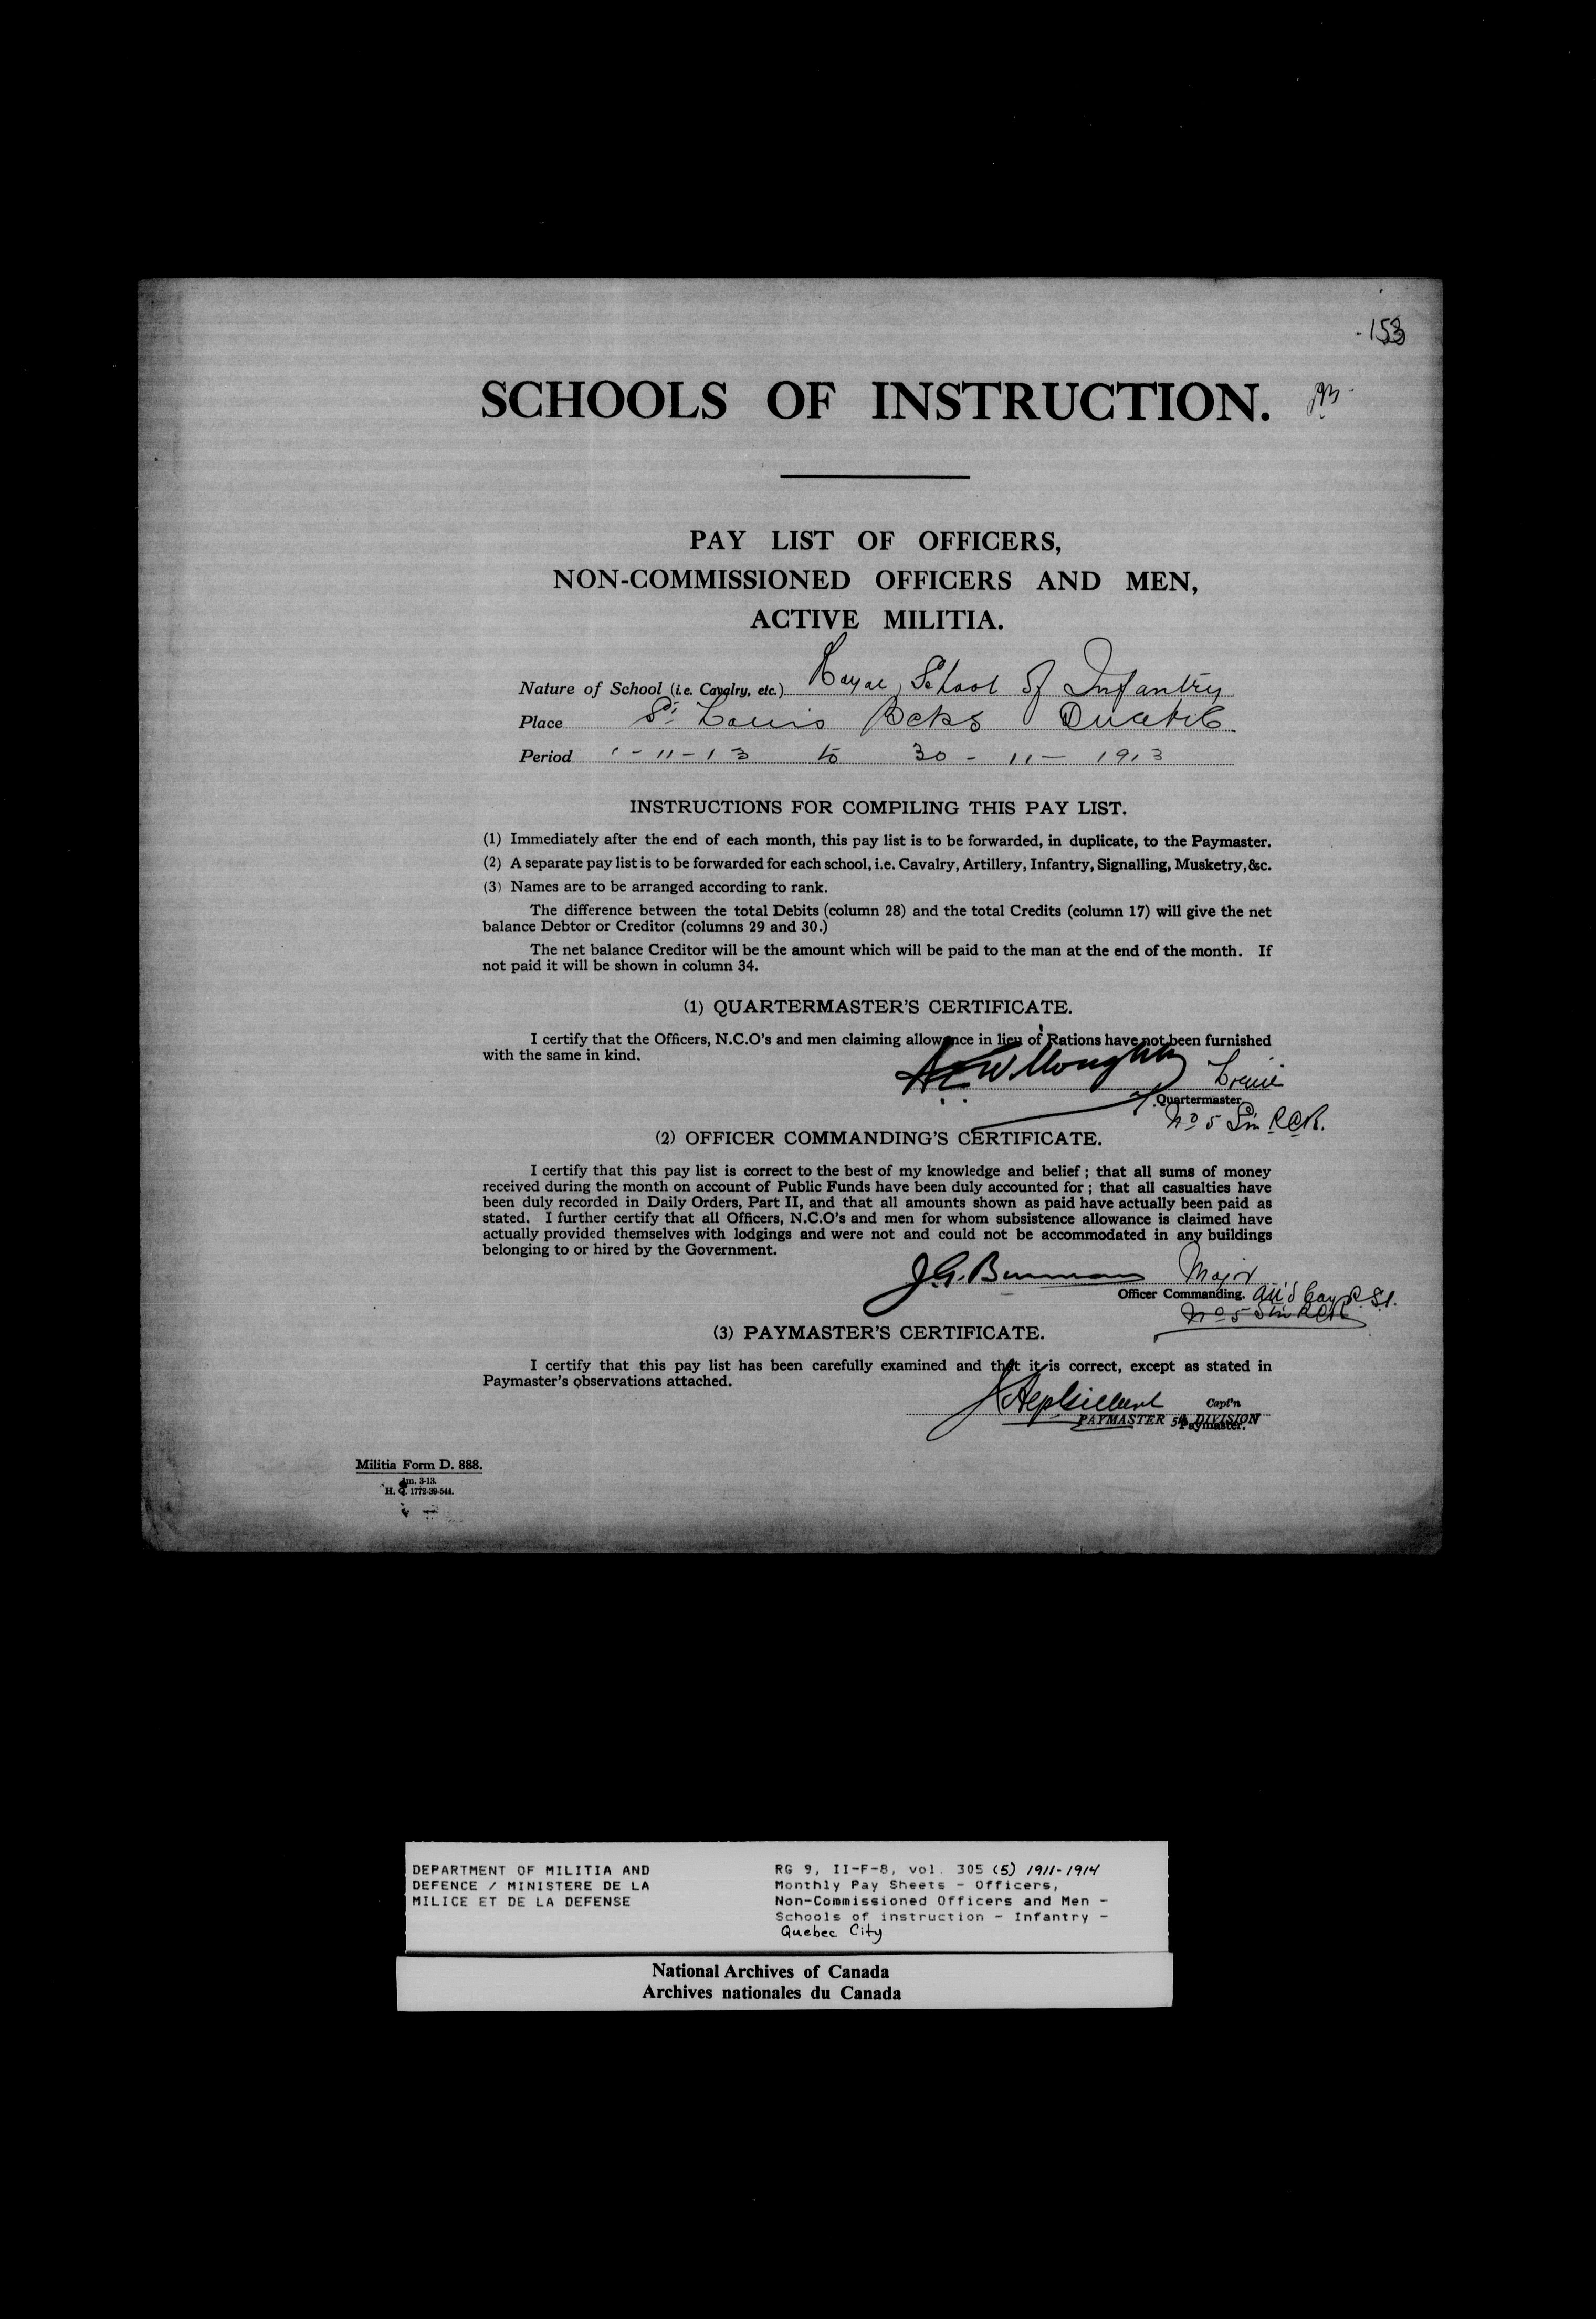 153
SCHOOLS OF INSTRUCTION.
PAY LIST OF OFFICERS,
NON-COMMISSIONED OFFICERS AND MEN,
ACTIVE MILITIA.
Nature of School (i.e. Cavalry, etc.) Royal School of Infantry
Place St Louis Bcks Quebec
Period 1-11-13 to 30-11-1913
INSTRUCTIONS FOR COMPILING THIS PAY LIST.
(1) Immediately after the end of each month, this pay list is to be forwarded, in duplicate, to the Paymaster.
(2) A separate pay list is to be forwarded for each school, i.e. Cavalry, Artillery, Infantry, Signalling, Musketry, &c.
(3) Names are to be arranged according to rank.
The difference between the total Debits (column 28) and the total Credits (column 17) will give the net
balance Debtor or Creditor (columns 29 and 30.)
The net balance Creditor will be the amount which will be paid to the man at the end of the month. If
not paid it will be shown in column 34.
(1) QUARTERMASTER'S CERTIFICATE.
I certify that the Officers, N.C.O's and men claiming allowance in lieu of Rations have not been furnished
with the same in kind.
Willoughby
Quartermaster.
No 5 Stn R.C.R.
(2) OFFICER COMMANDING'S CERTIFICATE.
I certify that this pay list is correct to the best of my knowledge and belief; that all sums of money
received during the month on account of Public Funds have been duly accounted for; that all casualties have
been duly recorded in Daily Orders, Part II, and that all amounts shown as paid have actually been paid as
stated. I further certify that all Officers, N.C.O's and men for whom subsistence allowance is claimed have
actually provided themselves with lodgings and were not and could not be accommodated in any buildings
belonging to or hired by the Government.
Major
Officer Commanding. R.S.I.
No 5 Stn RCR
(3) PAYMASTER'S CERTIFICATE.
I certify that this pay list has been carefully examined and that it is correct, except as stated in
Paymaster's observations attached.
Capt'n
PAYMASTER 5th DIVISION
Paymaster.
Militia Form D. 888.
Am. 3-13.
H. Q. 1772-39-544.
DEPARTMENT OF MILITIA AND
DEFENCE / MINISTERE DE LA
MILICE ET DE LA DEFENSE
RG 9, II-F-8, vol. 305 (5) 1911-1914
Monthly Pay Sheets - Officers,
Non-Commissioned Officers and Men -
Schools of instruction - Infantry -
Quebec City
National Archives of Canada
Archives nationales du Canada